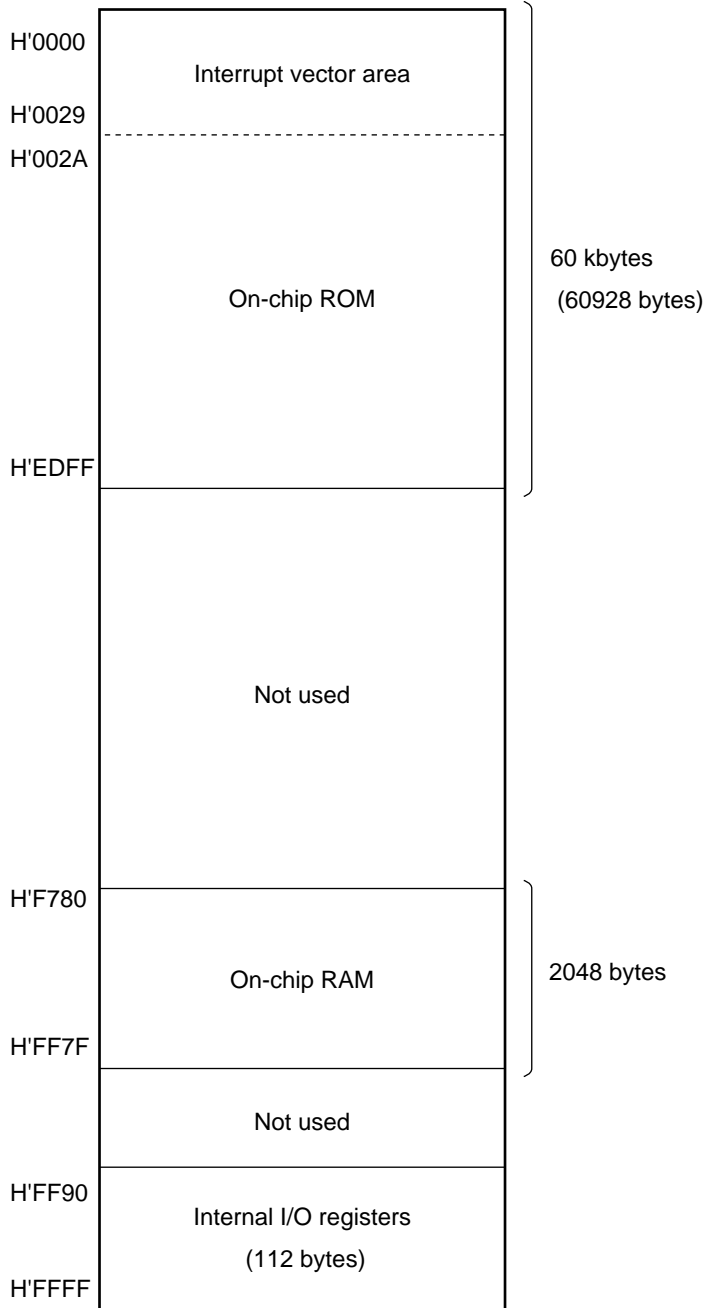 H'0000
Interrupt vector area
H'0029
H'002A
60 kbytes
On-chip ROM
(60928 bytes)
H'EDFF
Not used
H'F780
2048 bytes
On-chip RAM
H'FF7F
Not used
H'FF90
Internal I/O registers
(112 bytes)
H'FFFF